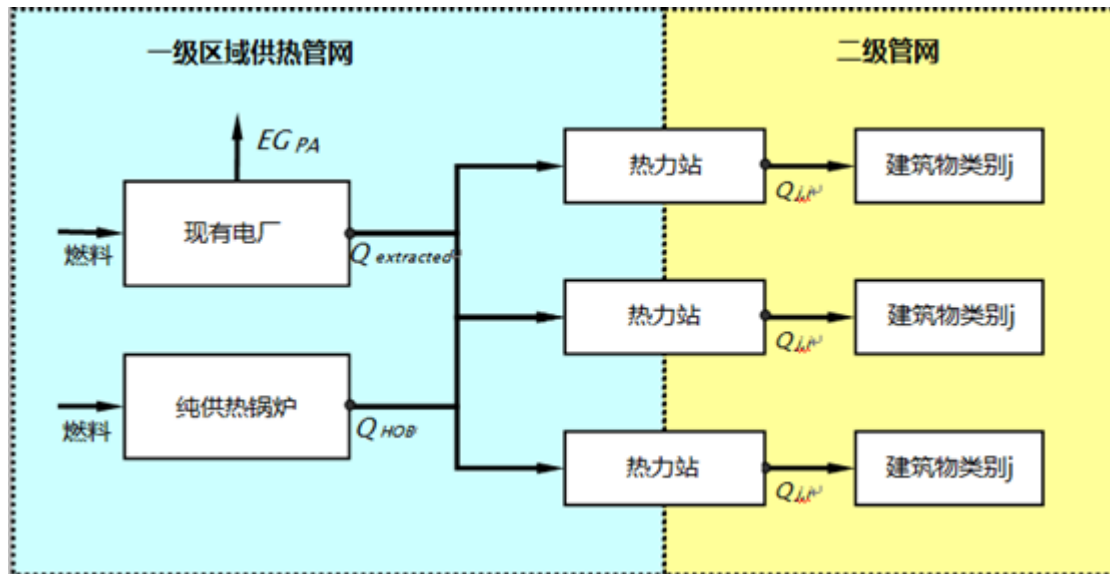 一级区域供热管网
二级管网
EG PA
热力站
建筑物类别j
现有电厂
Q j,i
燃料
Q extracted
热力站
建筑物类别j
Q j,i
纯供热锅炉
燃料
Q HOB
热力站
建筑物类别j
Q j,i